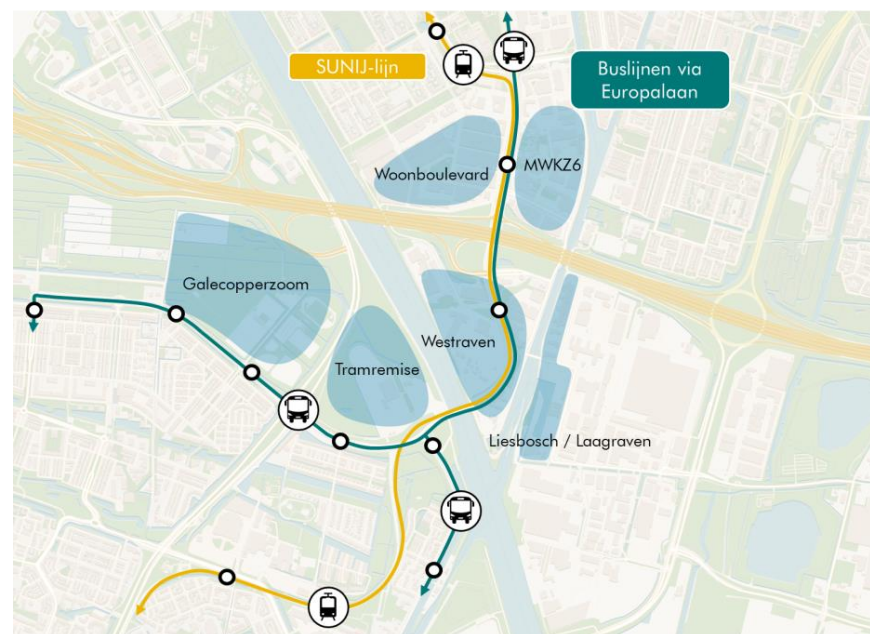 SUNIJ-lijn
Buslijnen via
Europalaan
Woonboulevard
MWKZ6
Galecopperzoom
Westraven
Tramremise
Liesbosch / Laagraven